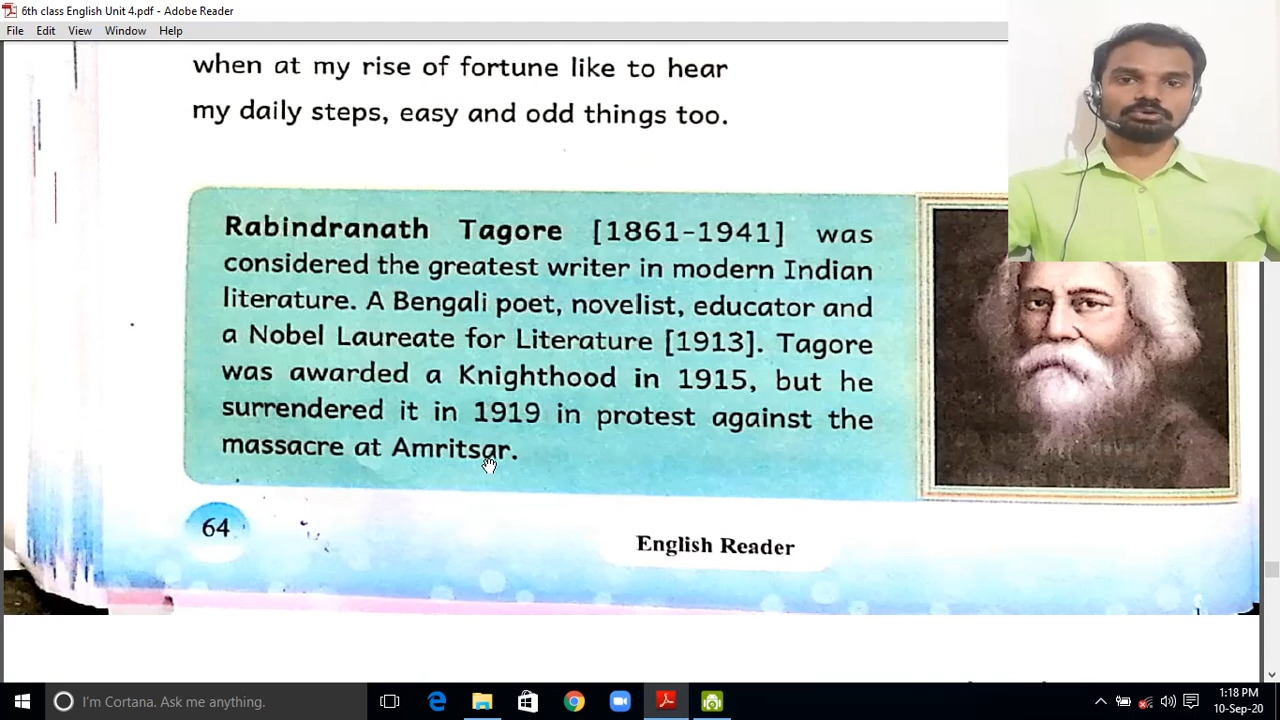 6th class English Unit 4.pdf - Adobe Reader
File Edit View Window Help
when at my rise of fortune like to hear
my daily steps, easy and odd things too.
Rabindranath Tagore [1861-1941] was
considered the greatest writer in modern Indian
literature. A Bengali poet, novelist, educator and
a Nobel Laureate for Literature [1913]. Tagore
was awarded a Knighthood in 1915, but he
surrendered it in 1919 in protest against the
massacre at Amritsar.
64
English Reader
I'm Cortana. Ask me anything.
1:18 PM
10-Sep-20